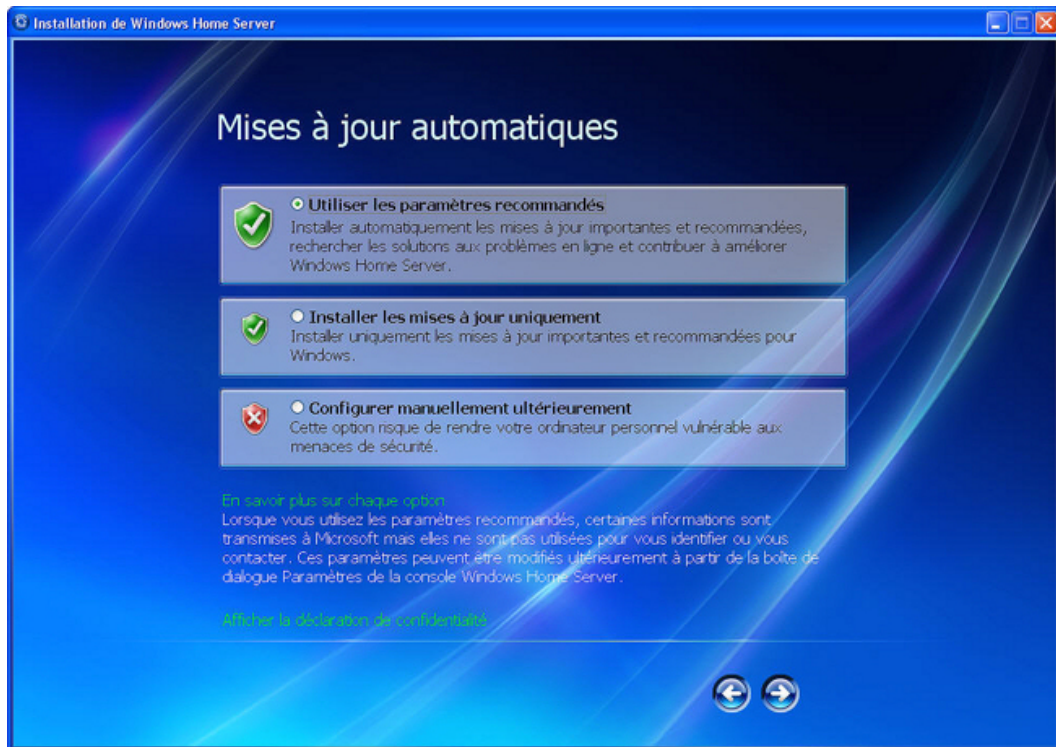 Installation de Windows Home Server
Mises à jour automatiques
Utiliser les paramètres recommandés
Installer automatiquement les mises à jour importantes et recommandées,
rechercher les solutions aux problèmes en ligne et contribuer à améliorer
Windows Home Server.
Installer les mises à jour uniquement
Installer uniquement les mises à jour importantes et recommandées pour
Windows.
Configurer manuellement ultérieurement
Cette option risque de rendre votre ordinateur personnel vulnérable aux
menaces de sécurité.
En savoir plus sur chaque option
Lorsque vous utilisez les paramètres recommandés, certaines informations sont
transmises à Microsoft mais elles ne sont pas utilisées pour vous identifier ou vous
contacter. Ces paramètres peuvent être modifiés ultérieurement à partir de la boîte de
dialogue Paramètres de la console Windows Home Server.
Afficher la déclaration de confidentialité